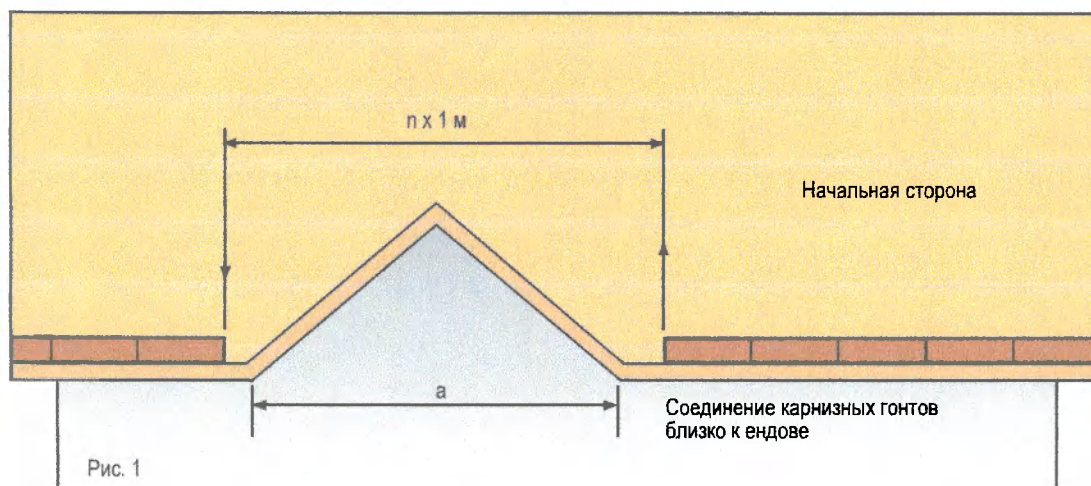 n x 1 м
Начальная сторона
a
Соединение карнизных гонтов
близко к ендове
Рис. 1